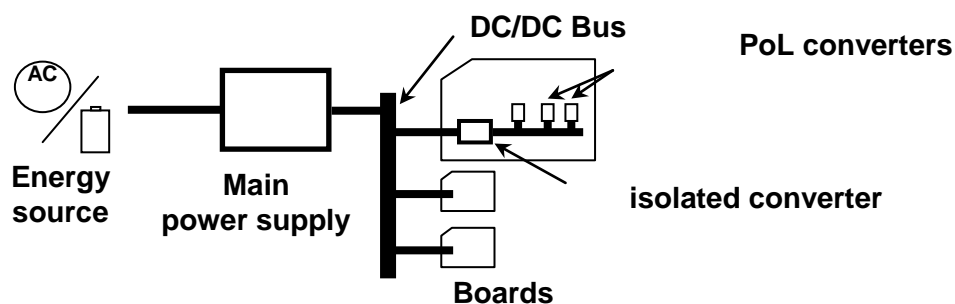 DC/DC Bus
PoL converters
AC
Energy
source
Main
power supply
isolated converter
Boards